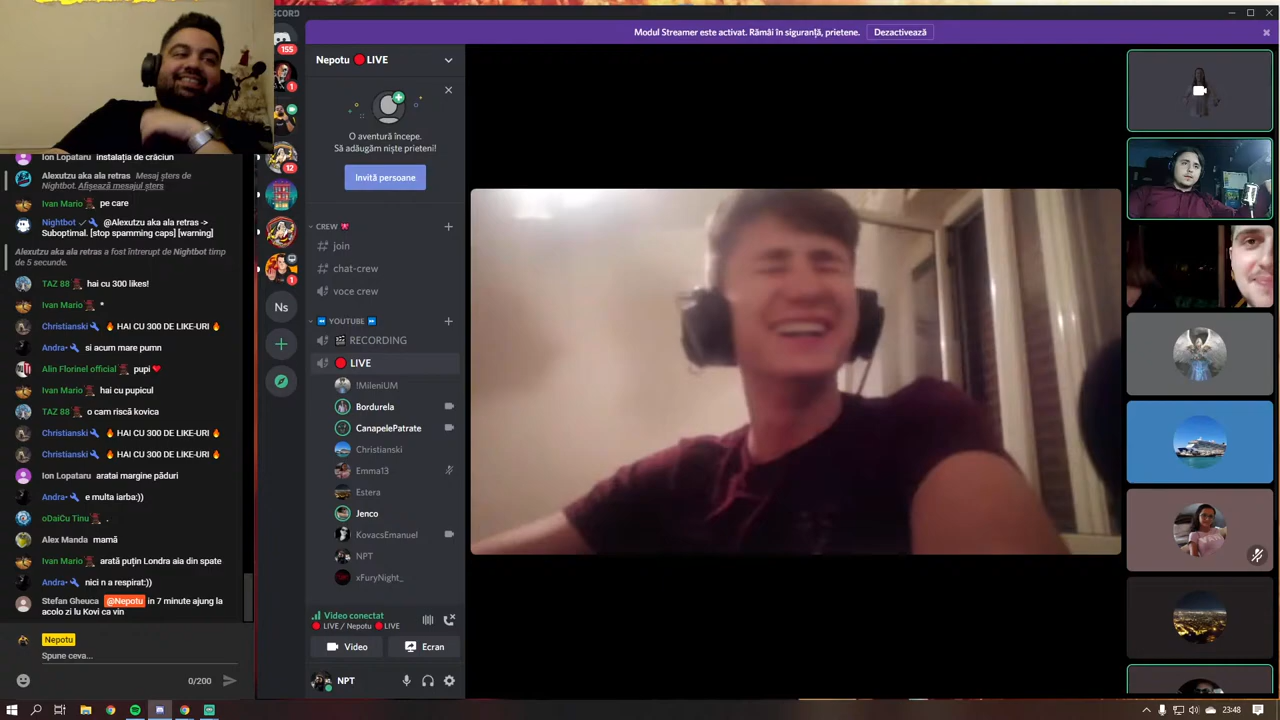 SCORD
Modul Streamer este activat. Rămâi în siguranță, prietene.
Dezactivează
155
1
12
1
Ns
Nepotu 🔴 LIVE
O aventură începe.
Să adăugăm niște prieteni!
Invită persoane
CREW
join
chat-crew
voce crew
YOUTUBE
RECORDING
LIVE
!MileniUM
Bordurela
CanapelePatrate
Christianski
Emma13
Estera
Jenco
KovacsEmanuel
NPT
xFuryNight_
Video conectat
🔴 LIVE / Nepotu 🔴 LIVE
Video
Ecran
NPT
Ion Lopataru instalația de crăciun
Alexutzu aka ala retras Mesaj șters de
Nightbot. Afișează mesajul șters
Ivan Mario pe care
Nightbot @Alexutzu aka ala retras ->
Suboptimal. [stop spamming caps] [warning]
Alexutzu aka ala retras a fost întrerupt de Nightbot timp
de 5 secunde.
TAZ 88 hai cu 300 likes!
Ivan Mario *
Christianski 🔥 HAI CU 300 DE LIKE-URI 🔥
Andra• si acum mare pumn
Alin Florinel official pupi ❤
Ivan Mario hai cu pupicul
TAZ 88 o cam riscă kovica
Christianski 🔥 HAI CU 300 DE LIKE-URI 🔥
Christianski 🔥 HAI CU 300 DE LIKE-URI 🔥
Ion Lopataru aratai margine păduri
Andra• e multa iarba:))
oDaiCu Tinu .
Alex Manda mamă
Ivan Mario arată puțin Londra aia din spate
Andra• nici n a respirat:))
Stefan Gheuca @Nepotu in 7 minute ajung la
acolo zi lu Kovi ca vin
Nepotu
Spune ceva...
0/200
23:48